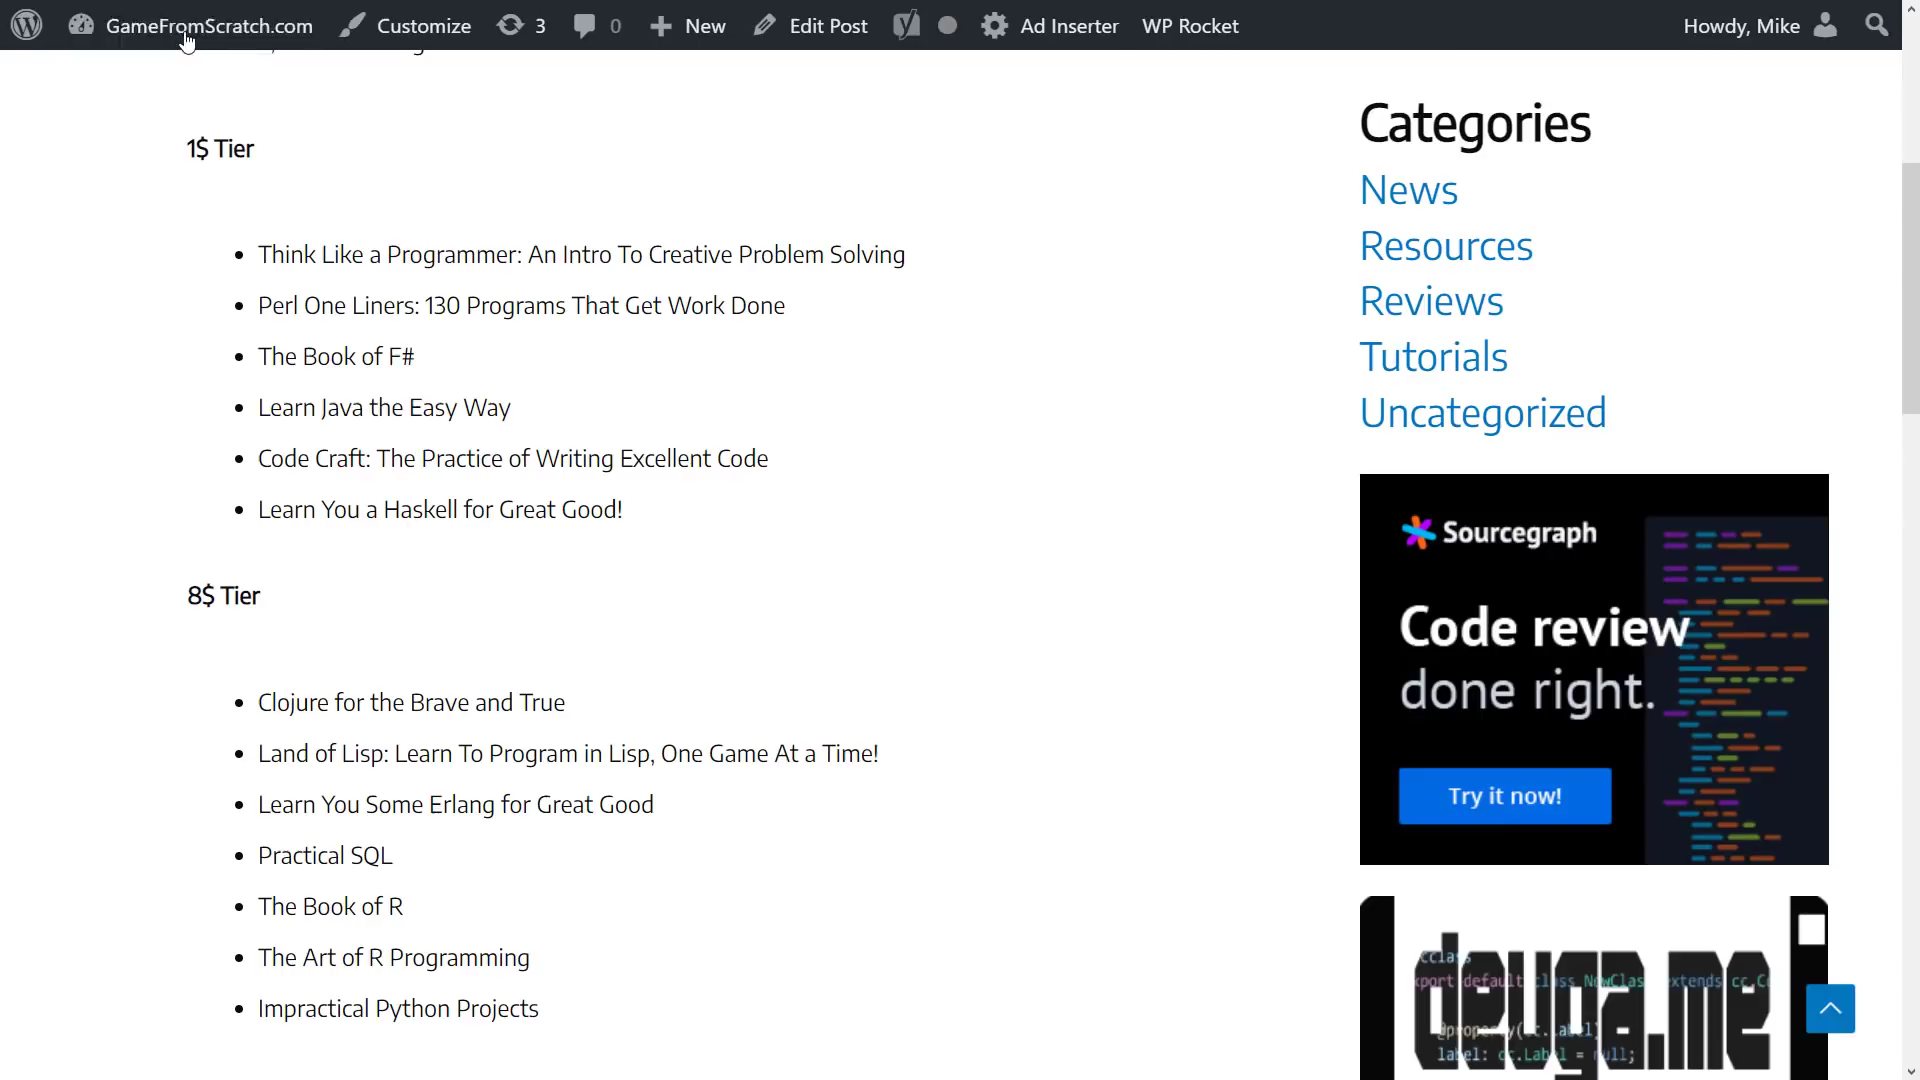 GameFromScratch.com Customize 3 0 New Edit Post Ad Inserter WP Rocket Howdy, Mike
1$ Tier
Think Like a Programmer: An Intro To Creative Problem Solving
Perl One Liners: 130 Programs That Get Work Done
The Book of F#
Learn Java the Easy Way
Code Craft: The Practice of Writing Excellent Code
Learn You a Haskell for Great Good!
8$ Tier
Clojure for the Brave and True
Land of Lisp: Learn To Program in Lisp, One Game At a Time!
Learn You Some Erlang for Great Good
Practical SQL
The Book of R
The Art of R Programming
Impractical Python Projects
Categories
News
Resources
Reviews
Tutorials
Uncategorized
Sourcegraph
Code review
done right.
Try it now!
devga.me